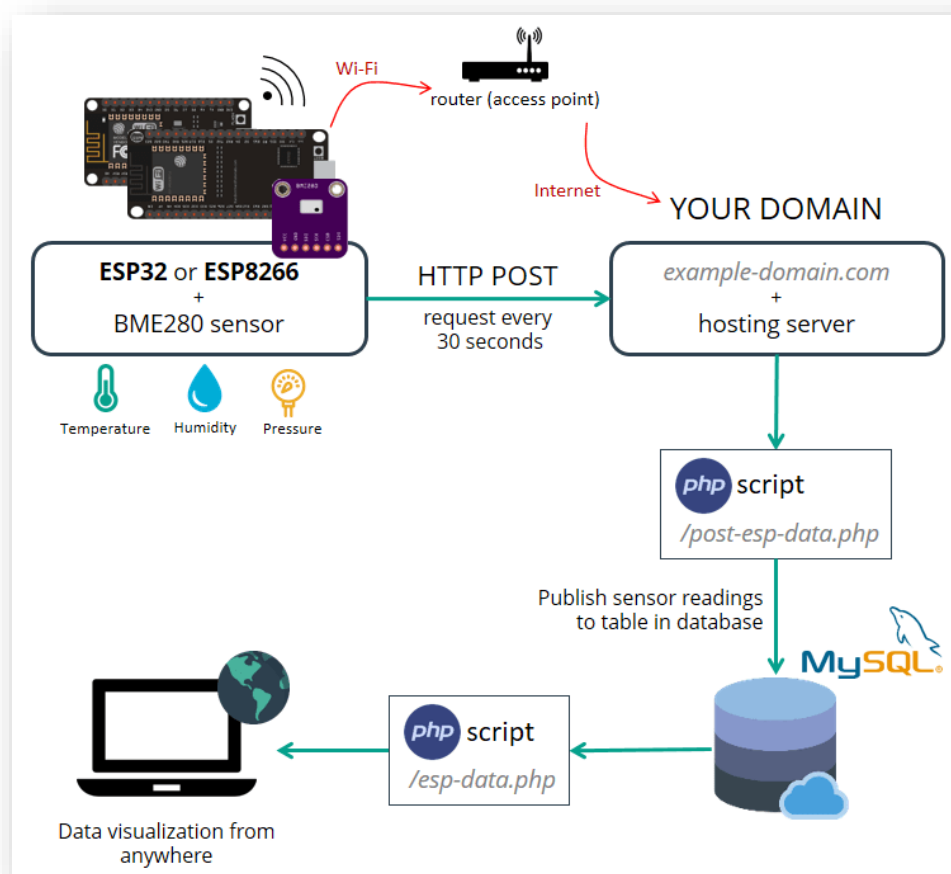 Wi-Fi
router (access point)
Internet
YOUR DOMAIN
BME280
ESP32 or ESP8266
+
BME280 sensor
HTTP POST
request every
30 seconds
example-domain.com
+
hosting server
Temperature
Humidity
Pressure
php script
/post-esp-data.php
Publish sensor readings
to table in database
MySQL
php script
/esp-data.php
Data visualization from
anywhere